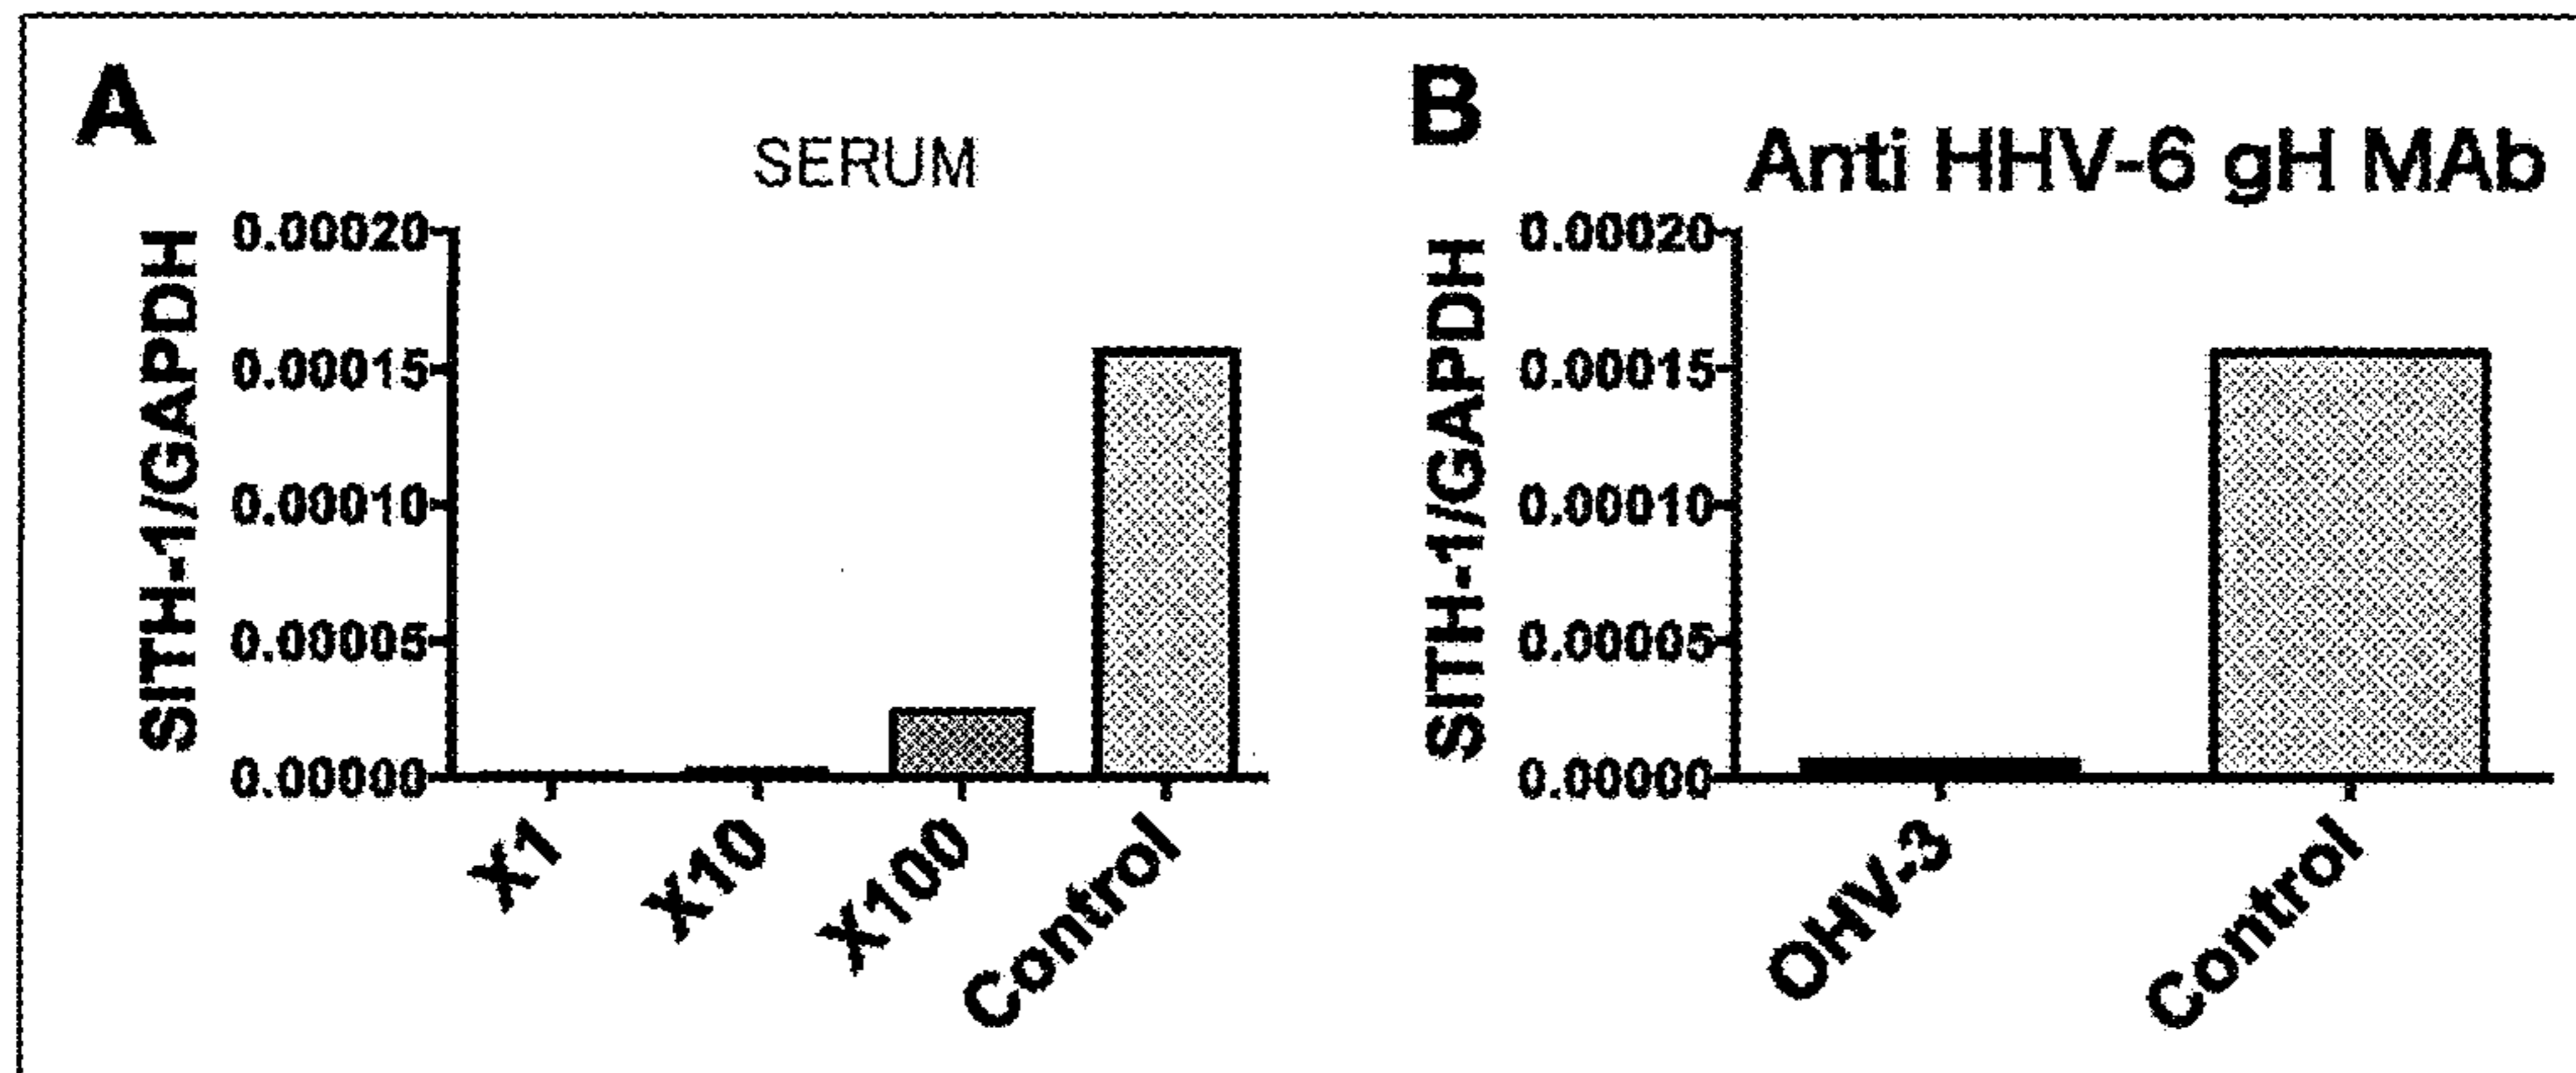 A
SERUM
SITH-1/GAPDH
0.00020
0.00015
0.00010
0.00005
0.00000
X1
X10
X100
Control
B
Anti HHV-6 gH MAb
SITH-1/GAPDH
0.00020
0.00015
0.00010
0.00005
0.00000
OHV-3
Control